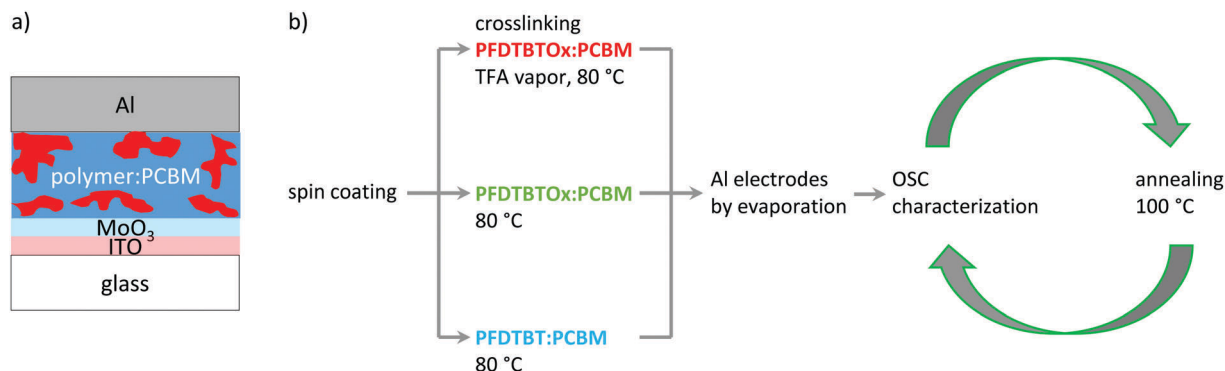 a)
Al
polymer:PCBM
MoO₃
ITO
glass
b)
crosslinking
PFDTBTOx:PCBM
TFA vapor, 80 °C
spin coating
PFDTBTOx:PCBM
80 °C
PFDTBT:PCBM
80 °C
Al electrodes
by evaporation
OSC
characterization
annealing
100 °C